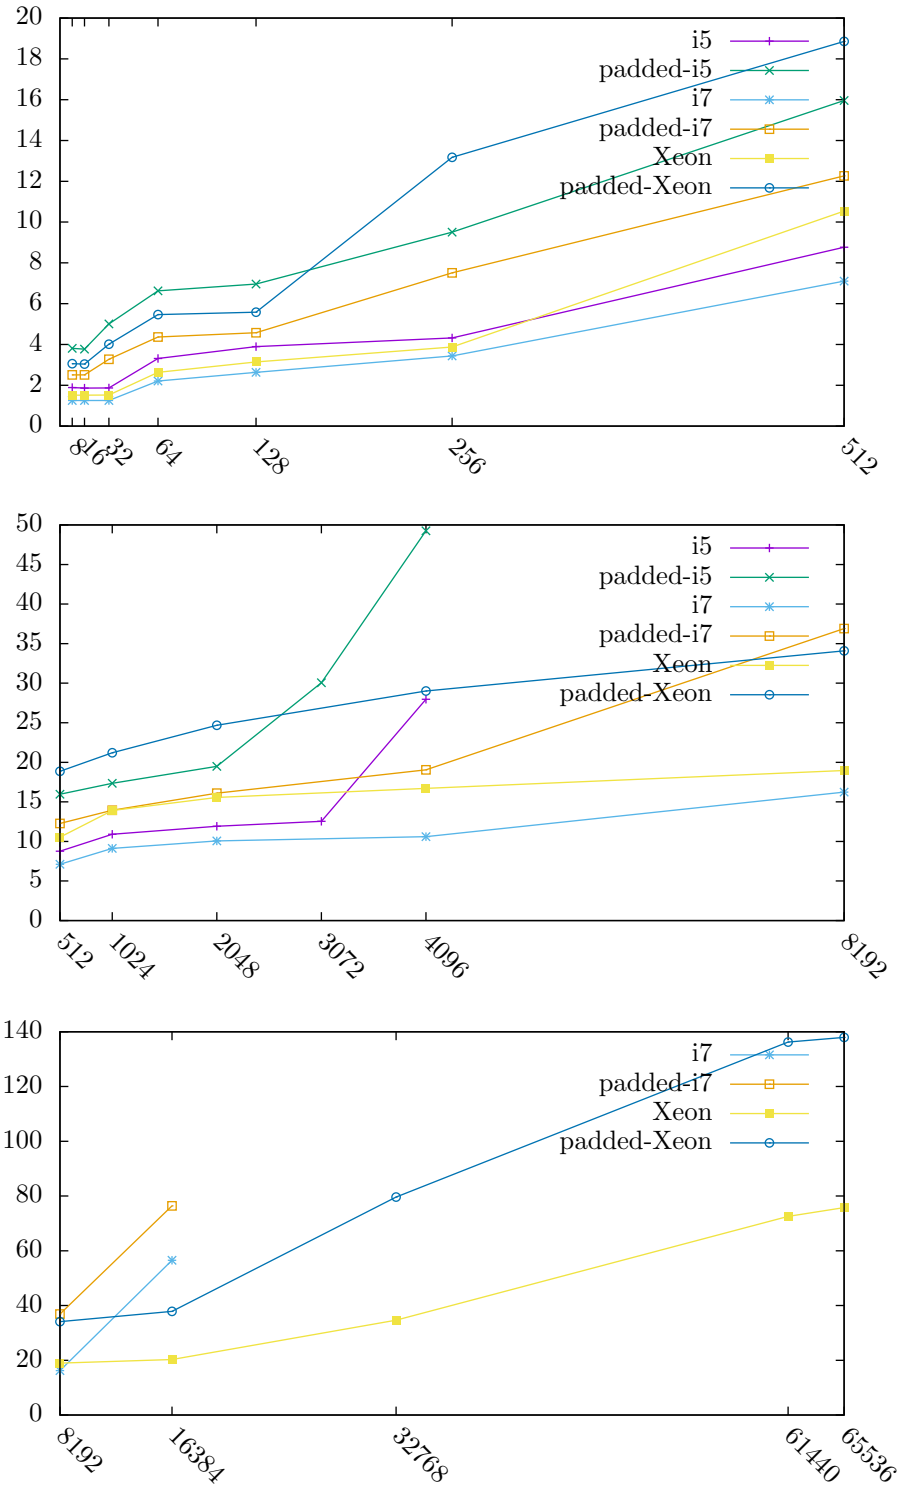 20
18
16
14
12
10
8
6
4
2
0
i5
padded-i5
i7
padded-i7
Xeon
padded-Xeon
8 16 32 64 128 256 512
50
45
40
35
30
25
20
15
10
5
0
i5
padded-i5
i7
padded-i7
Xeon
padded-Xeon
512 1024 2048 3072 4096 8192
140
120
100
80
60
40
20
0
i7
padded-i7
Xeon
padded-Xeon
8192 16384 32768 61440 65536